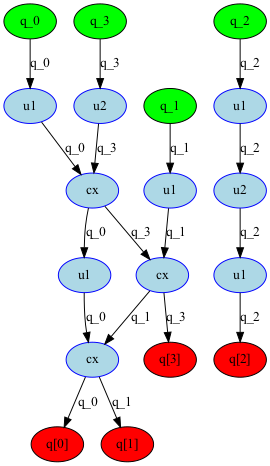 q_0 q_3 q_2
q_0 q_3 q_2
u1 u2 q_1 u1
q_0 q_3 q_1 q_2
cx u1 u2
q_0 q_3 q_1 q_2
u1 cx u1
q_0 q_1 q_3 q_2
cx q[3] q[2]
q_0 q_1
q[0] q[1]